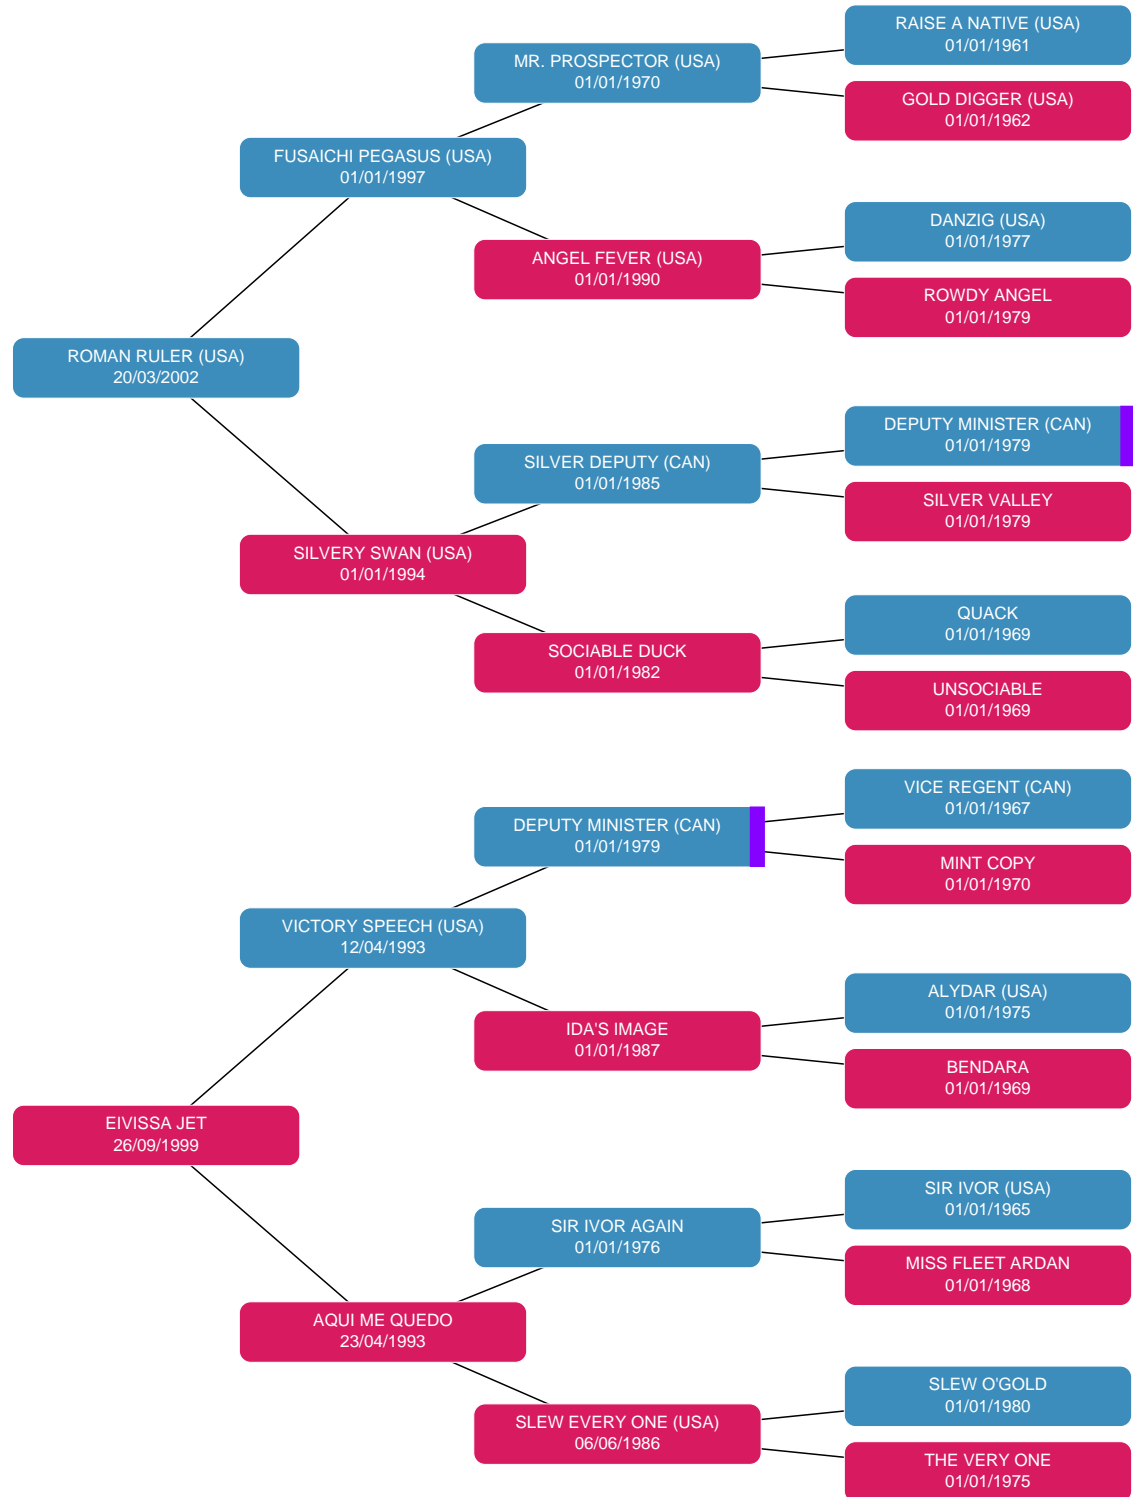 RAISE A NATIVE (USA)
01/01/1961
MR. PROSPECTOR (USA)
01/01/1970
GOLD DIGGER (USA)
01/01/1962
FUSAICHI PEGASUS (USA)
01/01/1997
DANZIG (USA)
01/01/1977
ANGEL FEVER (USA)
01/01/1990
ROWDY ANGEL
01/01/1979
ROMAN RULER (USA)
20/03/2002
DEPUTY MINISTER (CAN)
01/01/1979
SILVER DEPUTY (CAN)
01/01/1985
SILVER VALLEY
01/01/1979
SILVERY SWAN (USA)
01/01/1994
QUACK
01/01/1969
SOCIABLE DUCK
01/01/1982
UNSOCIABLE
01/01/1969
VICE REGENT (CAN)
01/01/1967
DEPUTY MINISTER (CAN)
01/01/1979
MINT COPY
01/01/1970
VICTORY SPEECH (USA)
12/04/1993
ALYDAR (USA)
01/01/1975
IDA'S IMAGE
01/01/1987
BENDARA
01/01/1969
EIVISSA JET
26/09/1999
SIR IVOR (USA)
01/01/1965
SIR IVOR AGAIN
01/01/1976
MISS FLEET ARDAN
01/01/1968
AQUI ME QUEDO
23/04/1993
SLEW O'GOLD
01/01/1980
SLEW EVERY ONE (USA)
06/06/1986
THE VERY ONE
01/01/1975